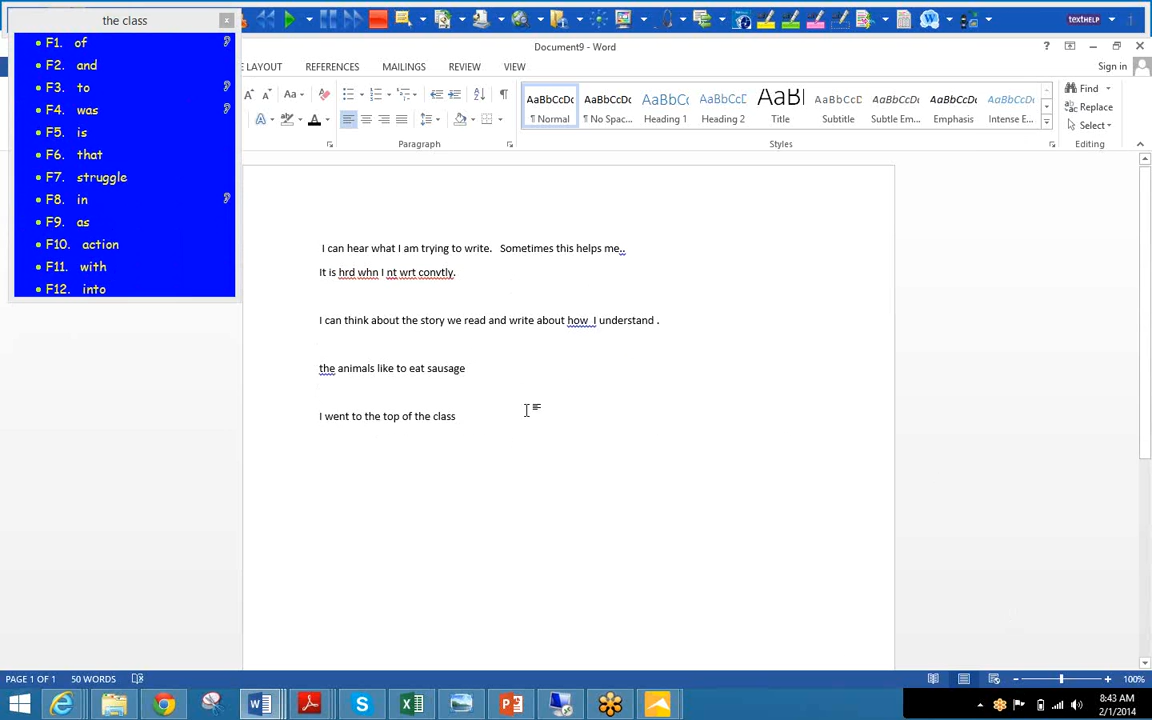 the class
x
F1. of
F2. and
F3. to
F4. was
F5. is
F6. that
F7. struggle
F8. in
F9. as
F10. action
F11. with
F12. into
texthelp
Document9 - Word
?
LAYOUT REFERENCES MAILINGS REVIEW VIEW
Sign in
A A Aa
AaBbCcDc AaBbCcDc AaBbCc AaBbCc AaBl AaBbCcD AaBbCcDc AaBbCcDc AaBbCcDc
¶ Normal ¶ No Spac... Heading 1 Heading 2 Title Subtitle Subtle Em... Emphasis Intense E...
Find
Replace
Select
Paragraph Styles Editing
I can hear what I am trying to write. Sometimes this helps me..
It is hrd whn I nt wrt convtly.
I can think about the story we read and write about how I understand .
the animals like to eat sausage
I went to the top of the class
PAGE 1 OF 1 50 WORDS
100%
8:43 AM
2/1/2014